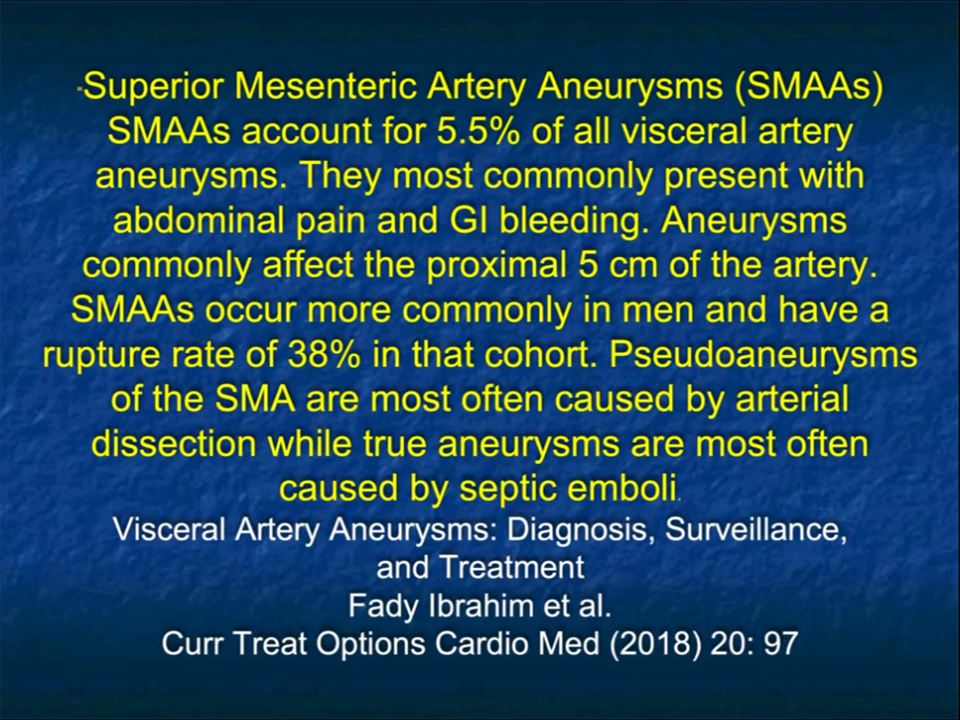 Superior Mesenteric Artery Aneurysms (SMAAs)
SMAAs account for 5.5% of all visceral artery
aneurysms. They most commonly present with
abdominal pain and GI bleeding. Aneurysms
commonly affect the proximal 5 cm of the artery.
SMAAs occur more commonly in men and have a
rupture rate of 38% in that cohort. Pseudoaneurysms
of the SMA are most often caused by arterial
dissection while true aneurysms are most often
caused by septic emboli.
Visceral Artery Aneurysms: Diagnosis, Surveillance,
and Treatment
Fady Ibrahim et al.
Curr Treat Options Cardio Med (2018) 20: 97